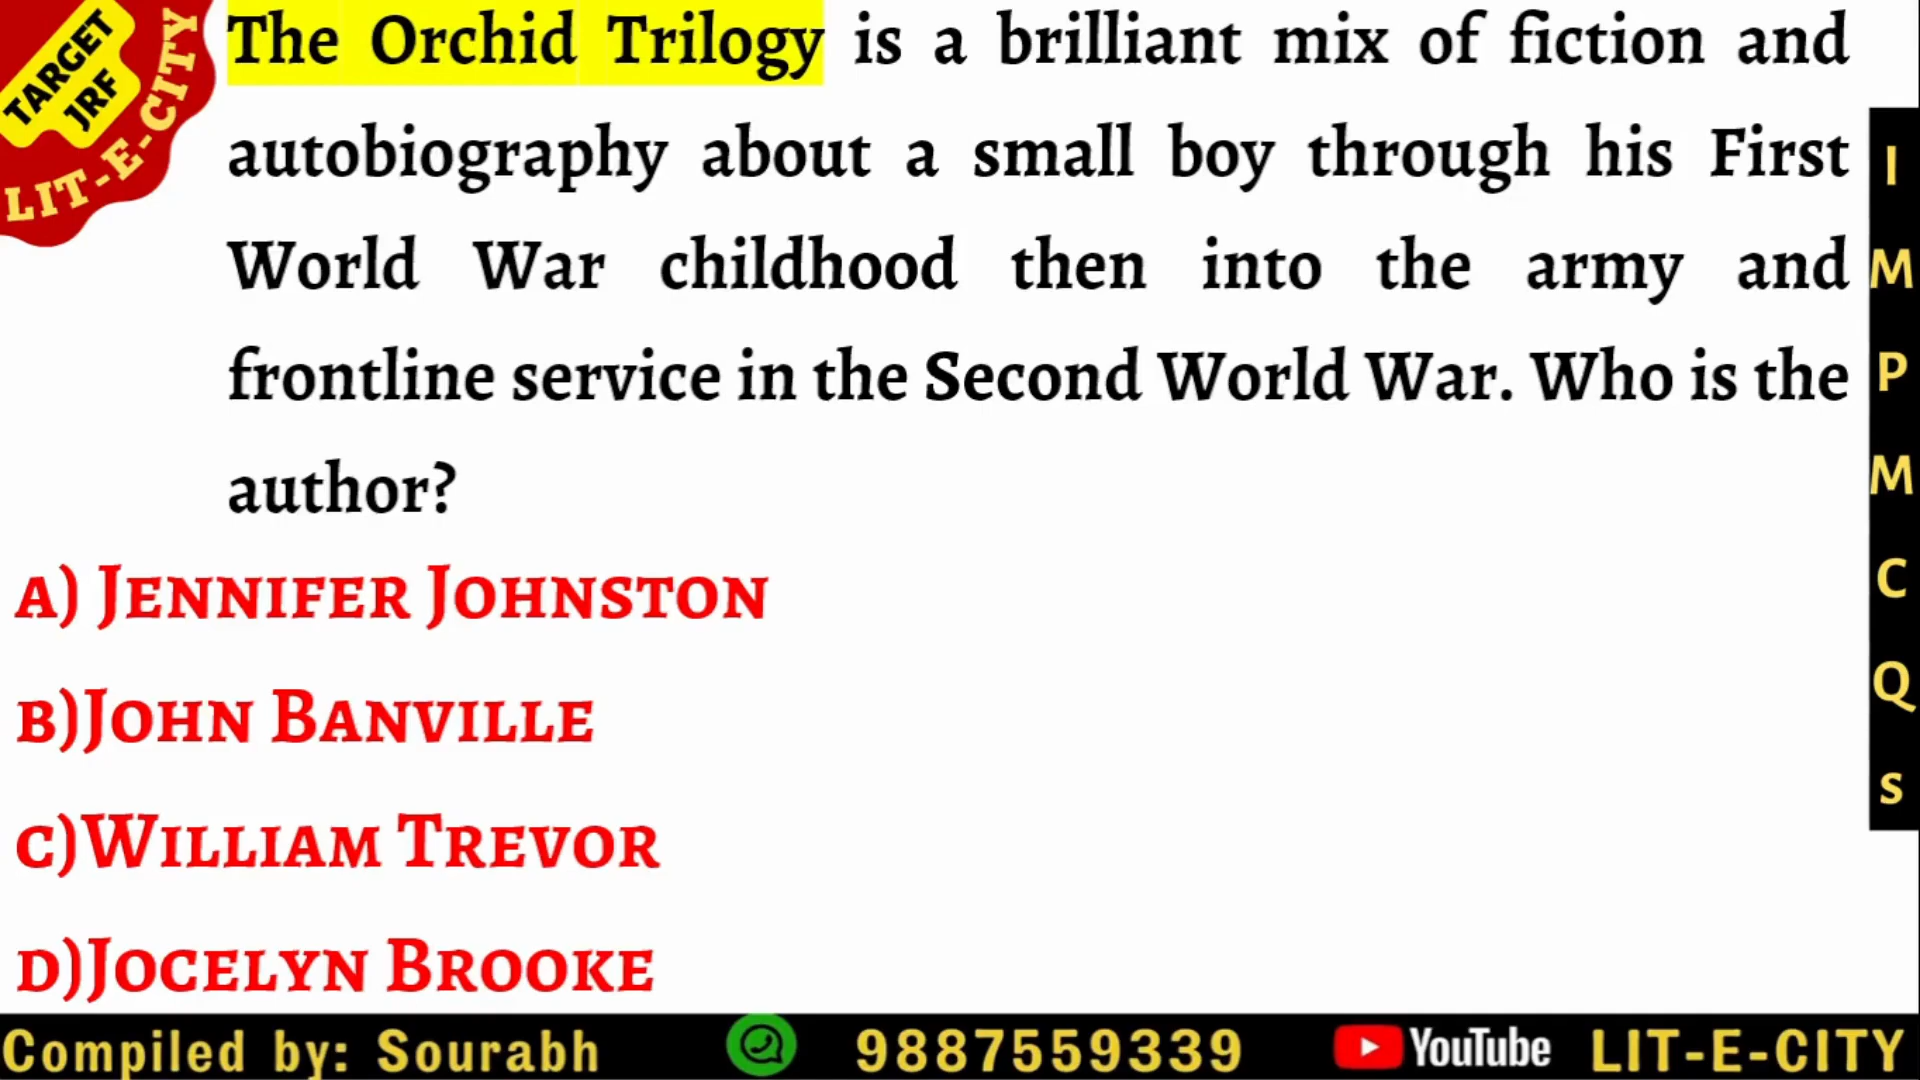 TARGET
JRF
LIT-E-CITY
The Orchid Trilogy is a brilliant mix of fiction and
autobiography about a small boy through his First
World War childhood then into the army and
frontline service in the Second World War. Who is the
author?
A) Jennifer Johnston
B)John Banville
C)William Trevor
D)Jocelyn Brooke
I
M
P
M
C
Q
s
Compiled by: Sourabh 9887559339 YouTube LIT-E-CITY